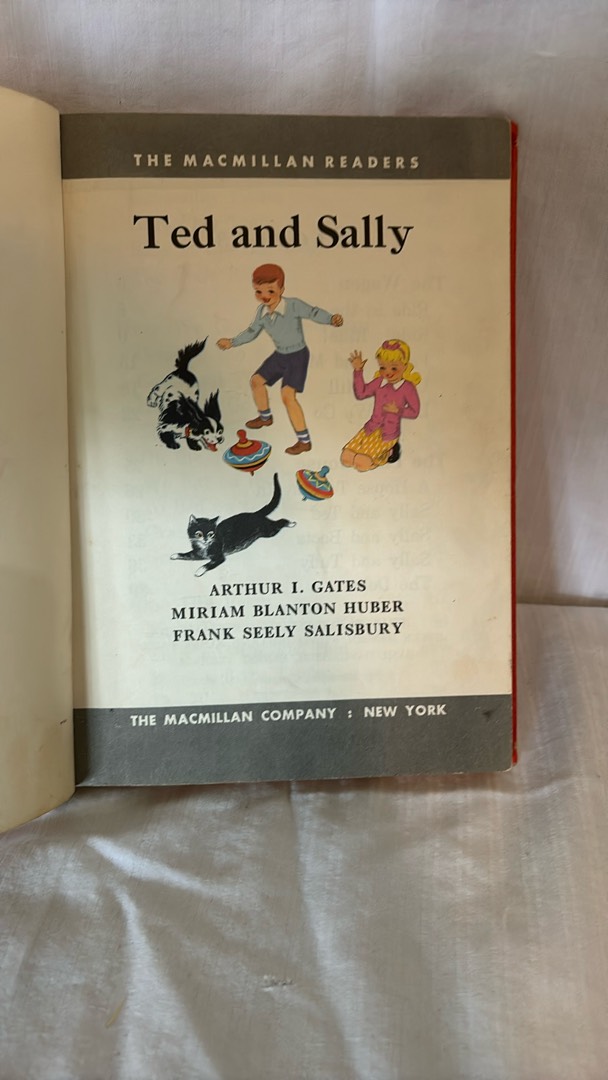 THE MACMILLAN READERS
Ted and Sally
ARTHUR I. GATES
MIRIAM BLANTON HUBER
FRANK SEELY SALISBURY
THE MACMILLAN COMPANY : NEW YORK